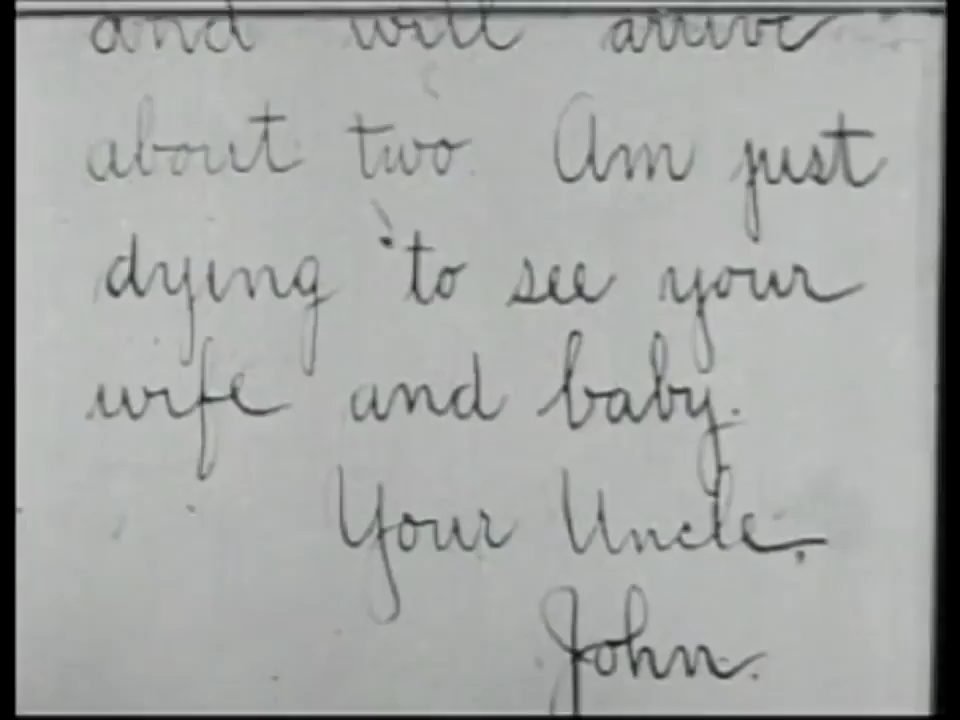 and will arrive
about two. Am just
dying to see your
wife and baby.
Your Uncle,
John.